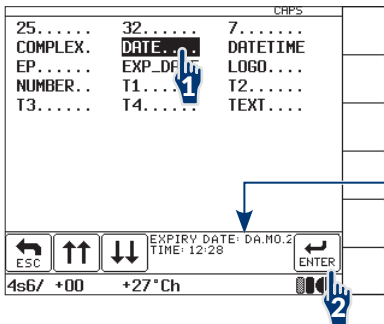 CAPS
25...... 32...... 7.......
COMPLEX. DATE.... DATETIME
EP...... EXP_DATE LOGO....
NUMBER.. T1...... T2......
T3...... T4...... TEXT....
1
EXPIRY DATE: DA.MO.2
TIME: 12:28
ESC ENTER
4s6/ +00 +27°Ch
2